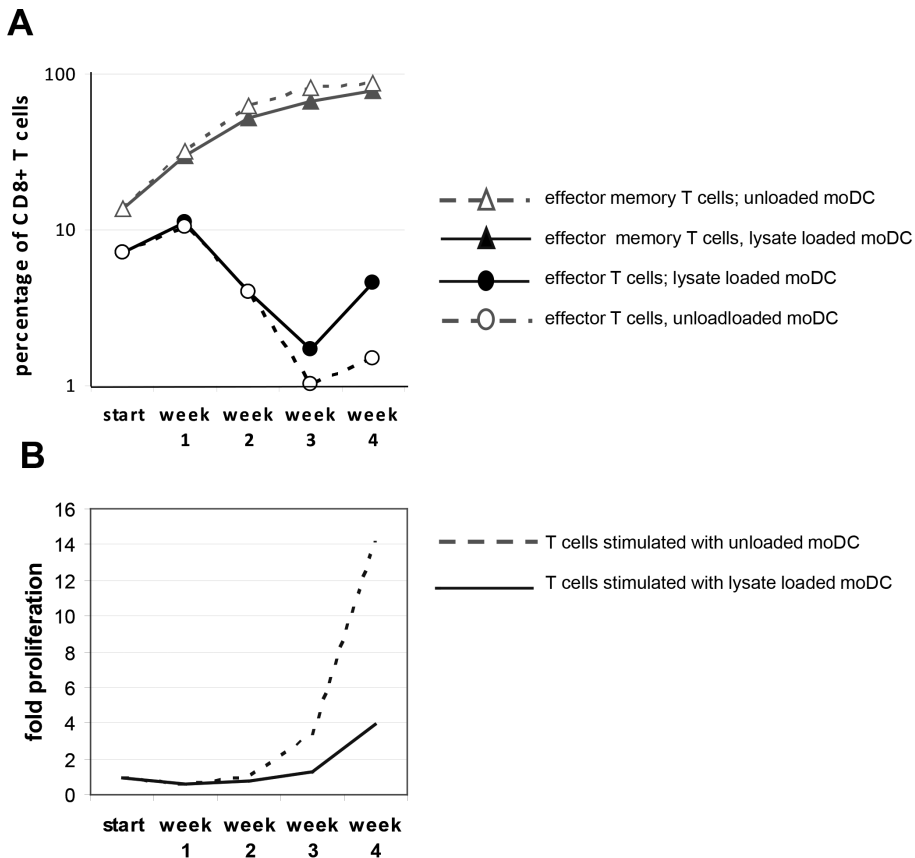 A
percentage of CD8+ T cells
100
10
1
start week week week week
1 2 3 4
effector memory T cells; unloaded moDC
effector memory T cells, lysate loaded moDC
effector T cells; lysate loaded moDC
effector T cells, unloadloaded moDC
B
fold proliferation
16
14
12
10
8
6
4
2
0
start week week week week
1 2 3 4
T cells stimulated with unloaded moDC
T cells stimulated with lysate loaded moDC